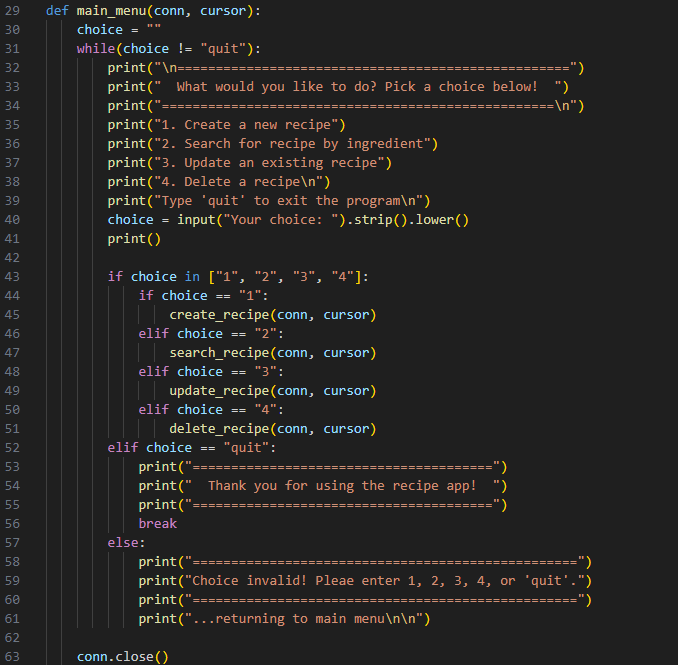 29 def main_menu(conn, cursor):
30     choice = ""
31     while(choice != "quit"):
32         print("\n===================================================")
33         print("  What would you like to do? Pick a choice below!  ")
34         print("===================================================\n")
35         print("1. Create a new recipe")
36         print("2. Search for recipe by ingredient")
37         print("3. Update an existing recipe")
38         print("4. Delete a recipe\n")
39         print("Type 'quit' to exit the program\n")
40         choice = input("Your choice: ").strip().lower()
41         print()
42
43         if choice in ["1", "2", "3", "4"]:
44             if choice == "1":
45                 create_recipe(conn, cursor)
46             elif choice == "2":
47                 search_recipe(conn, cursor)
48             elif choice == "3":
49                 update_recipe(conn, cursor)
50             elif choice == "4":
51                 delete_recipe(conn, cursor)
52         elif choice == "quit":
53             print("=======================================")
54             print("  Thank you for using the recipe app!  ")
55             print("=======================================")
56             break
57         else:
58             print("==================================================")
59             print("Choice invalid! Pleae enter 1, 2, 3, 4, or 'quit'.")
60             print("==================================================")
61             print("...returning to main menu\n\n")
62
63     conn.close()